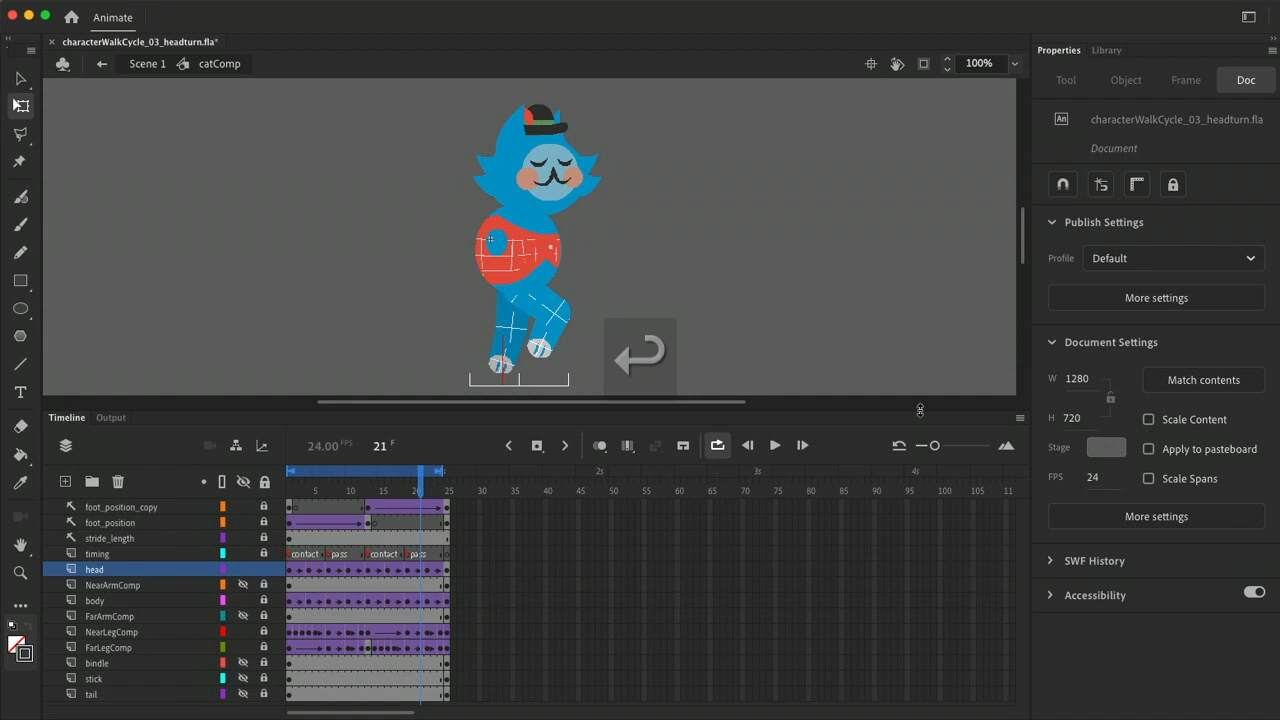 Animate
characterWalkCycle_03_headturn.fla*
Scene 1 catComp 100%
Properties Library
Tool Object Frame Doc
An characterWalkCycle_03_headturn.fla
Document
Publish Settings
Profile Default
More settings
Document Settings
W 1280 Match contents
H 720 Scale Content
Stage Apply to pasteboard
FPS 24 Scale Spans
More settings
SWF History
Accessibility
Timeline Output
24.00 FPS 21 F
2s 3s 4s
5 10 15 20 25 30 35 40 45 50 55 60 65 70 75 80 85 90 95 100 105 11
foot_position_copy
foot_position
stride_length
timing contact pass contact pass
head
NearArmComp
body
FarArmComp
NearLegComp
FarLegComp
bindle
stick
tail